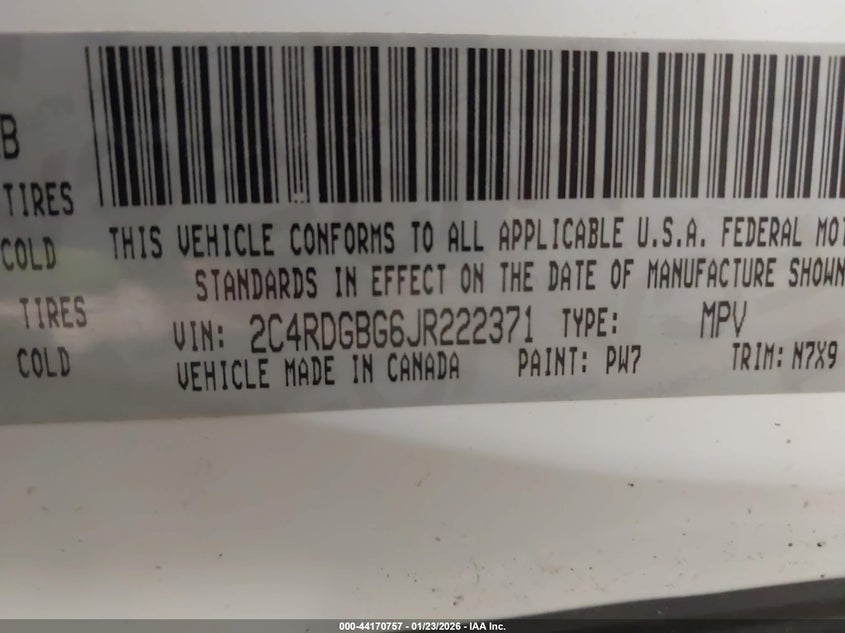 B
TIRES
COLD
TIRES
COLD
THIS VEHICLE CONFORMS TO ALL APPLICABLE U.S.A. FEDERAL MOT
STANDARDS IN EFFECT ON THE DATE OF MANUFACTURE SHOWN
VIN: 2C4RDGBG6JR222371 TYPE: MPV
VEHICLE MADE IN CANADA PAINT: PW7 TRIM: N7X9
000-44170757 - 01/23/2026 - IAA Inc.